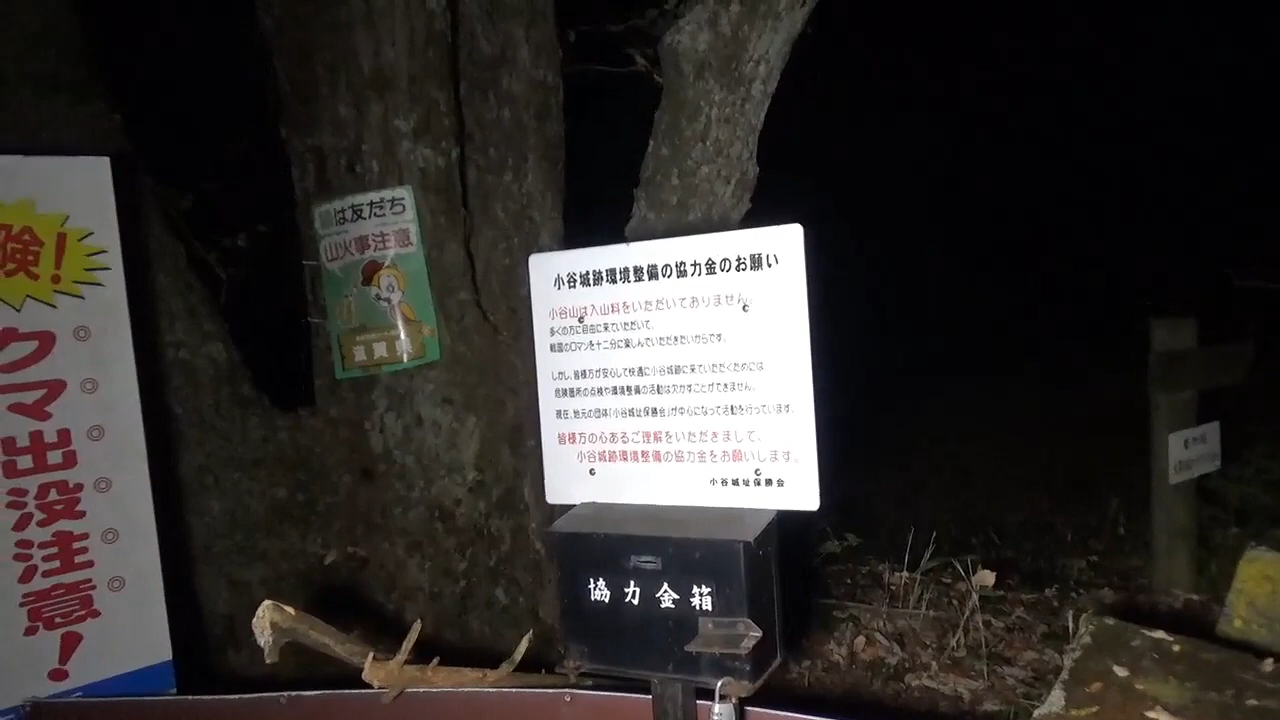 険!
クマ出没注意!
は友だち
山火事注意
滋賀県
小谷城跡環境整備の協力金のお願い
小谷山は入山料をいただいておりません。
多くの方に自由に来ていただいて、
戦国のロマンを十二分に楽しんでいただきたいからです。
しかし、皆様方が安心して快適に小谷城跡に来ていただくためには
危険箇所の点検や環境整備の活動は欠かすことができません。
現在、地元の団体「小谷城址保勝会」が中心になって活動を行っています。
皆様方の心あるご理解をいただきまして、
小谷城跡環境整備の協力金をお願いします。
小谷城址保勝会
協力金箱